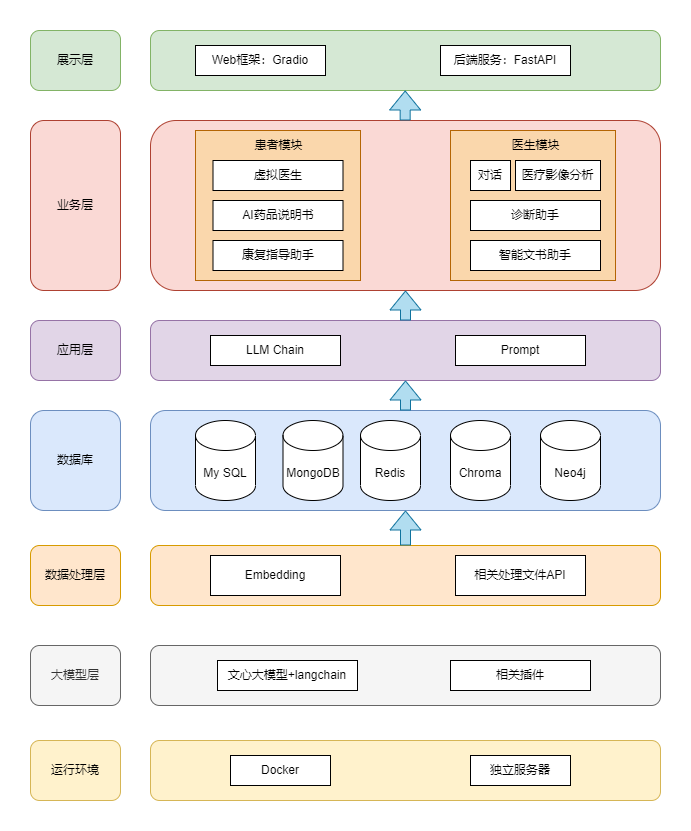 展示层
Web框架：Gradio
后端服务：FastAPI
业务层
患者模块
虚拟医生
AI药品说明书
康复指导助手
医生模块
对话
医疗影像分析
诊断助手
智能文书助手
应用层
LLM Chain
Prompt
数据库
My SQL
MongoDB
Redis
Chroma
Neo4j
数据处理层
Embedding
相关处理文件API
大模型层
文心大模型+langchain
相关插件
运行环境
Docker
独立服务器